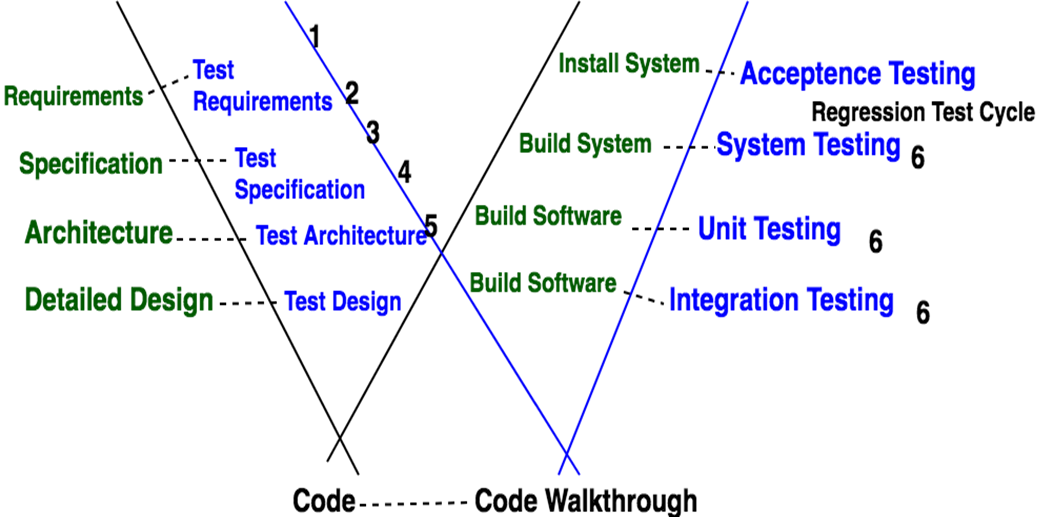 1
Install System
Test
Requirements
Acceptence Testing
Requirements
2
Regression Test Cycle
3
Build System
System Testing
6
Specification
Test
Specification
4
Build Software
Architecture
Test Architecture
5
Unit Testing
6
Build Software
Detailed Design
Test Design
Integration Testing
6
Code
Code Walkthrough